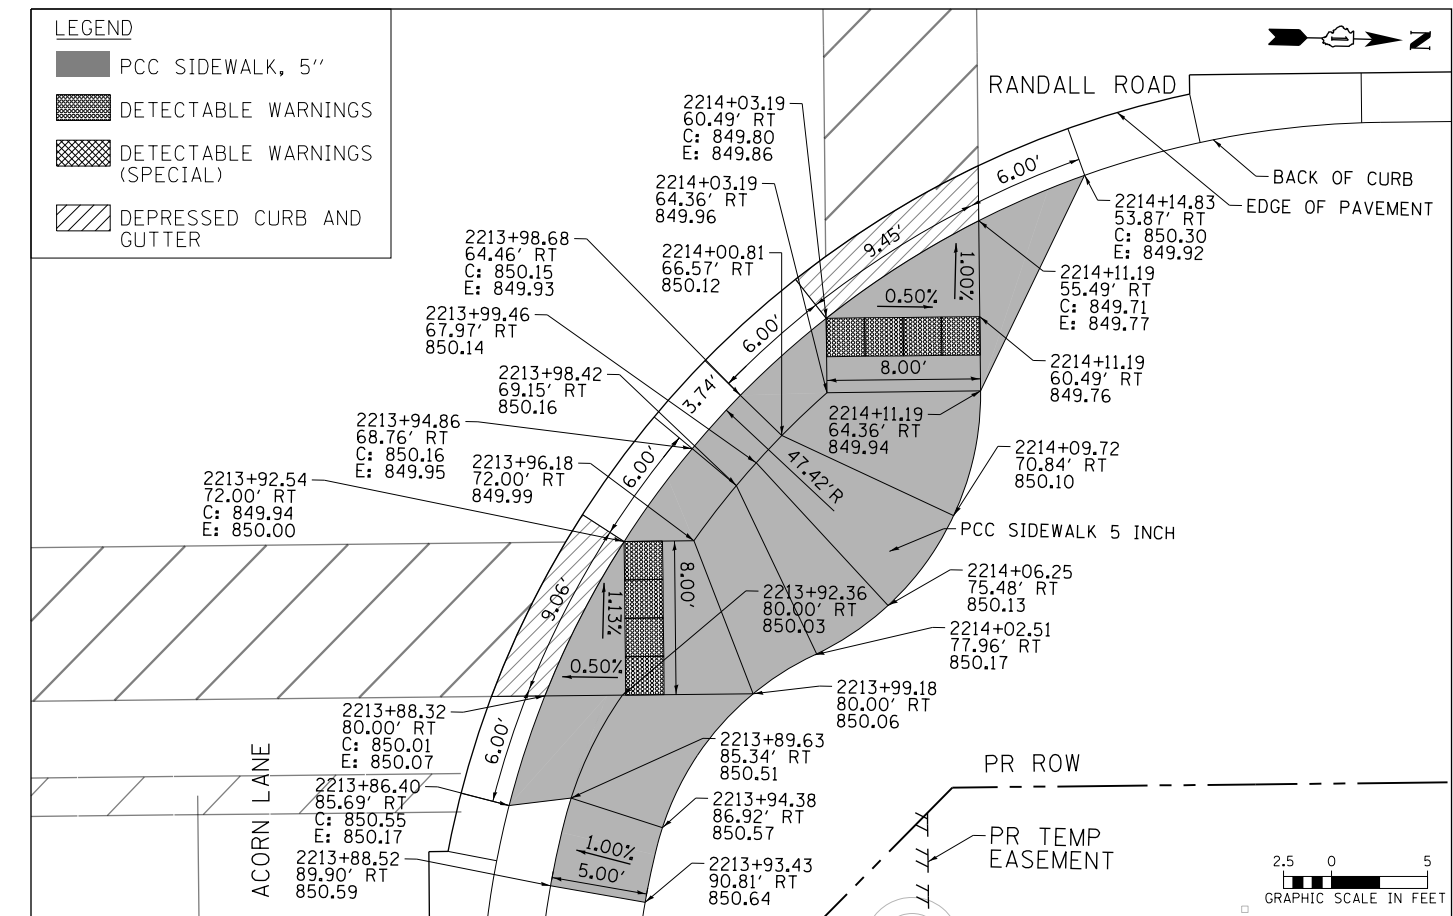 LEGEND
PCC SIDEWALK, 5"
DETECTABLE WARNINGS
DETECTABLE WARNINGS
(SPECIAL)
DEPRESSED CURB AND
GUTTER
N
RANDALL ROAD
BACK OF CURB
EDGE OF PAVEMENT
2214+03.19
60.49' RT
C: 849.80
E: 849.86
2214+03.19
64.36' RT
849.96
2213+98.68
64.46' RT
C: 850.15
E: 849.93
2214+00.81
66.57' RT
850.12
2213+99.46
67.97' RT
850.14
2213+98.42
69.15' RT
850.16
2213+94.86
68.76' RT
C: 850.16
E: 849.95
2213+96.18
72.00' RT
849.99
2213+92.54
72.00' RT
C: 849.94
E: 850.00
2214+14.83
53.87' RT
C: 850.30
E: 849.92
2214+11.19
55.49' RT
C: 849.71
E: 849.77
2214+11.19
60.49' RT
849.76
2214+11.19
64.36' RT
849.94
2214+09.72
70.84' RT
850.10
PCC SIDEWALK 5 INCH
2214+06.25
75.48' RT
850.13
2214+02.51
77.96' RT
850.17
2213+92.36
80.00' RT
850.03
2213+99.18
80.00' RT
850.06
2213+88.32
80.00' RT
C: 850.01
E: 850.07
2213+89.63
85.34' RT
850.51
2213+86.40
85.69' RT
C: 850.55
E: 850.17
2213+94.38
86.92' RT
850.57
2213+88.52
89.90' RT
850.59
2213+93.43
90.81' RT
850.64
6.00'
9.45'
6.00'
3.74'
6.00'
9.06'
6.00'
0.50%
1.00%
8.00'
47.42'R
8.00'
1.13%
0.50%
1.00%
5.00'
ACORN LANE
PR ROW
PR TEMP
EASEMENT
2.5 0 5
GRAPHIC SCALE IN FEET